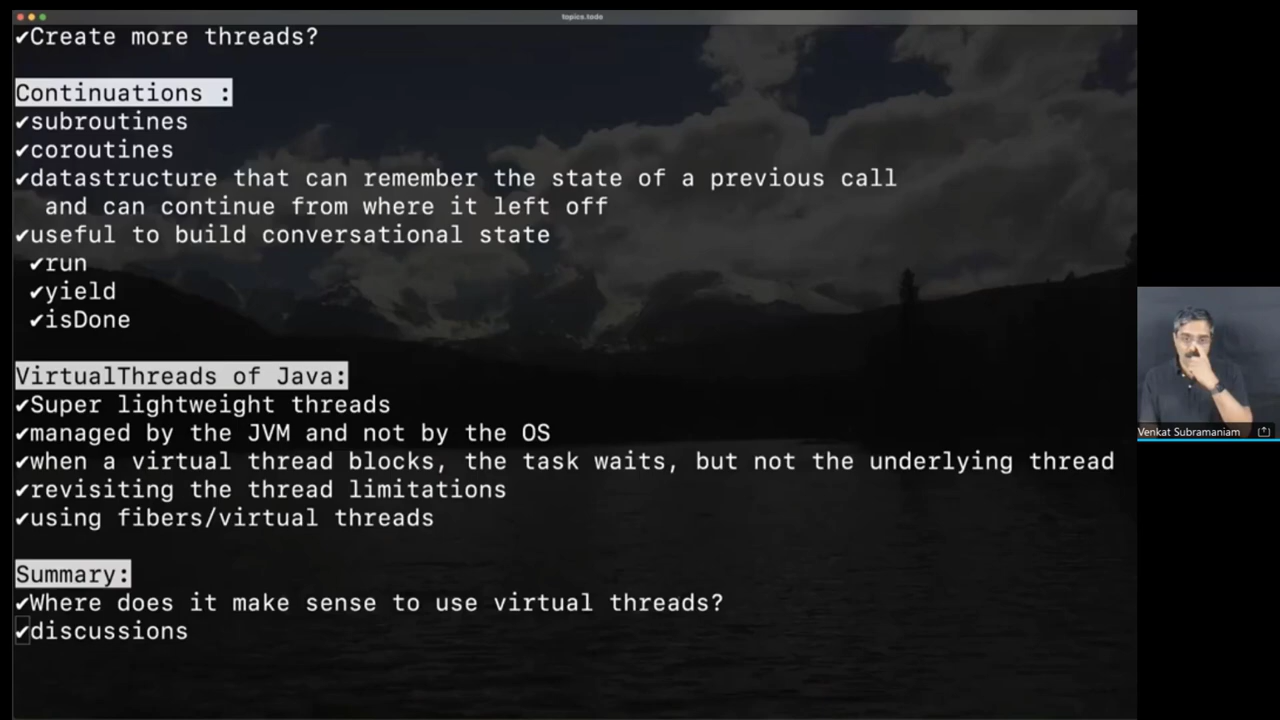 topics.todo
✔Create more threads?
Continuations :
✔subroutines
✔coroutines
✔datastructure that can remember the state of a previous call
and can continue from where it left off
✔useful to build conversational state
✔run
✔yield
✔isDone
VirtualThreads of Java:
✔Super lightweight threads
✔managed by the JVM and not by the OS
✔when a virtual thread blocks, the task waits, but not the underlying thread
✔revisiting the thread limitations
✔using fibers/virtual threads
Summary:
✔Where does it make sense to use virtual threads?
✔discussions
Venkat Subramaniam